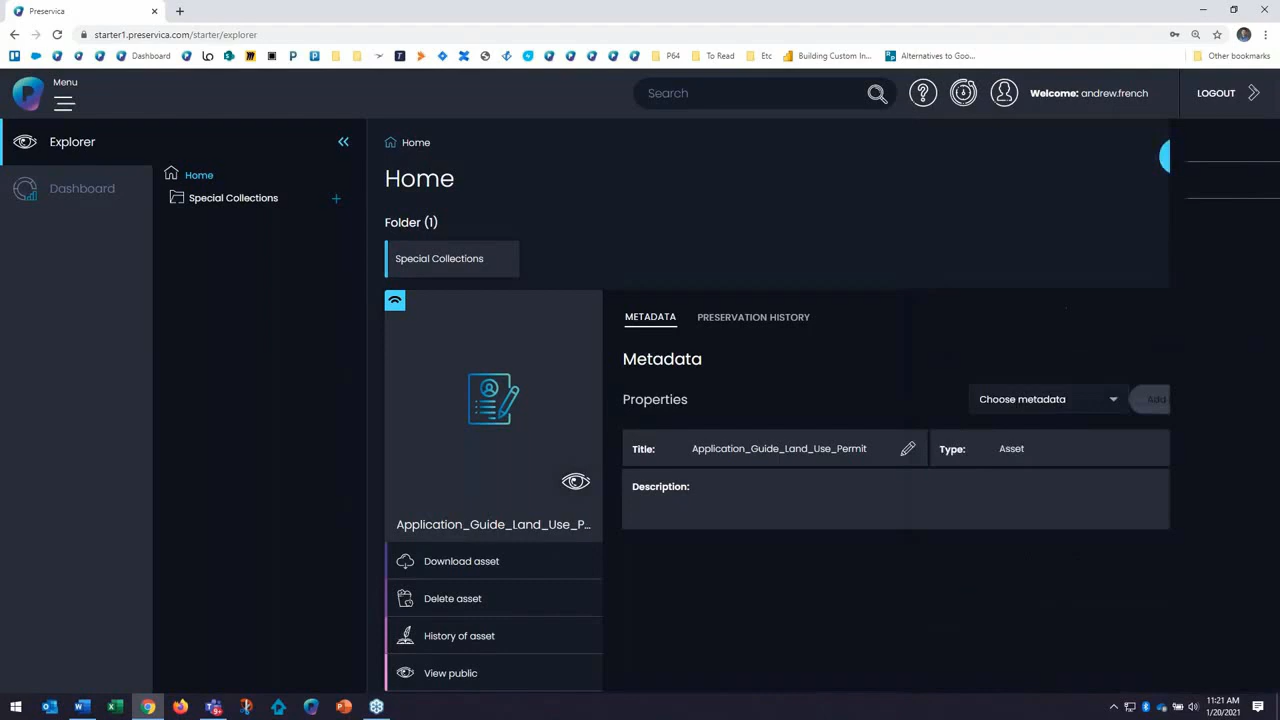 Preservica
starter1.preservica.com/starter/explorer
Dashboard
P64
To Read
Etc
Building Custom In...
Alternatives to Goo...
Other bookmarks
Menu
Search
Welcome: andrew.french
LOGOUT
Explorer
Dashboard
Home
Special Collections
Home
Home
Folder (1)
Special Collections
METADATA
PRESERVATION HISTORY
Metadata
Properties
Choose metadata
Add
Title: Application_Guide_Land_Use_Permit
Type: Asset
Description:
Application_Guide_Land_Use_P...
Download asset
Delete asset
History of asset
View public
11:21 AM
1/20/2021